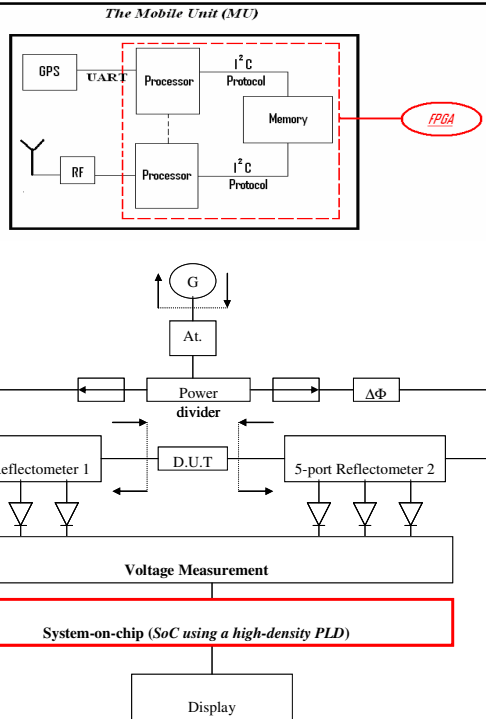 The Mobile Unit (MU)
GPS
UART
Processor
I²C
Protocol
Memory
FPGA
RF
Processor
I²C
Protocol
G
At.
Power
divider
ΔΦ
D.U.T
eflectometer 1
5-port Reflectometer 2
Voltage Measurement
System-on-chip (SoC using a high-density PLD)
Display